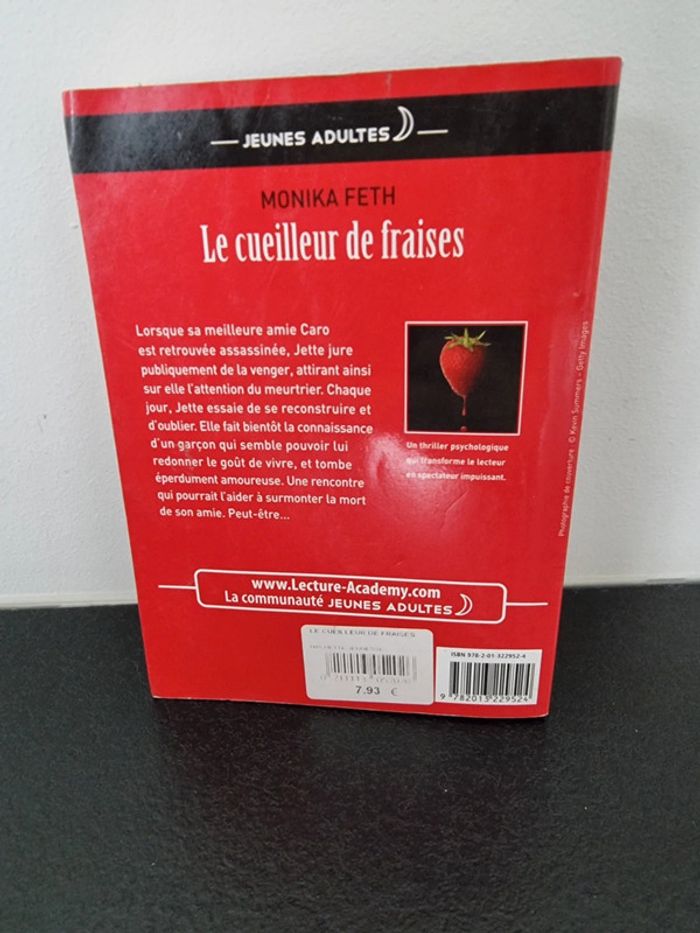 JEUNES ADULTES
MONIKA FETH
Le cueilleur de fraises
Lorsque sa meilleure amie Caro
est retrouvée assassinée, Jette jure
publiquement de la venger, attirant ainsi
sur elle l'attention du meurtrier. Chaque
jour, Jette essaie de se reconstruire et
d'oublier. Elle fait bientôt la connaissance
d'un garçon qui semble pouvoir lui
redonner le goût de vivre, et tombe
éperdument amoureuse. Une rencontre
qui pourrait l'aider à surmonter la mort
de son amie. Peut-être...
Un thriller psychologique
qui transforme le lecteur
en spectateur impuissant.
Photographie de couverture : © Kevin Summers - Getty Images
www.Lecture-Academy.com
La communauté JEUNES ADULTES
LE CUEILLEUR DE FRAISES
7.93 €
ISBN 978-2-01-322952-4
9 782013 229524